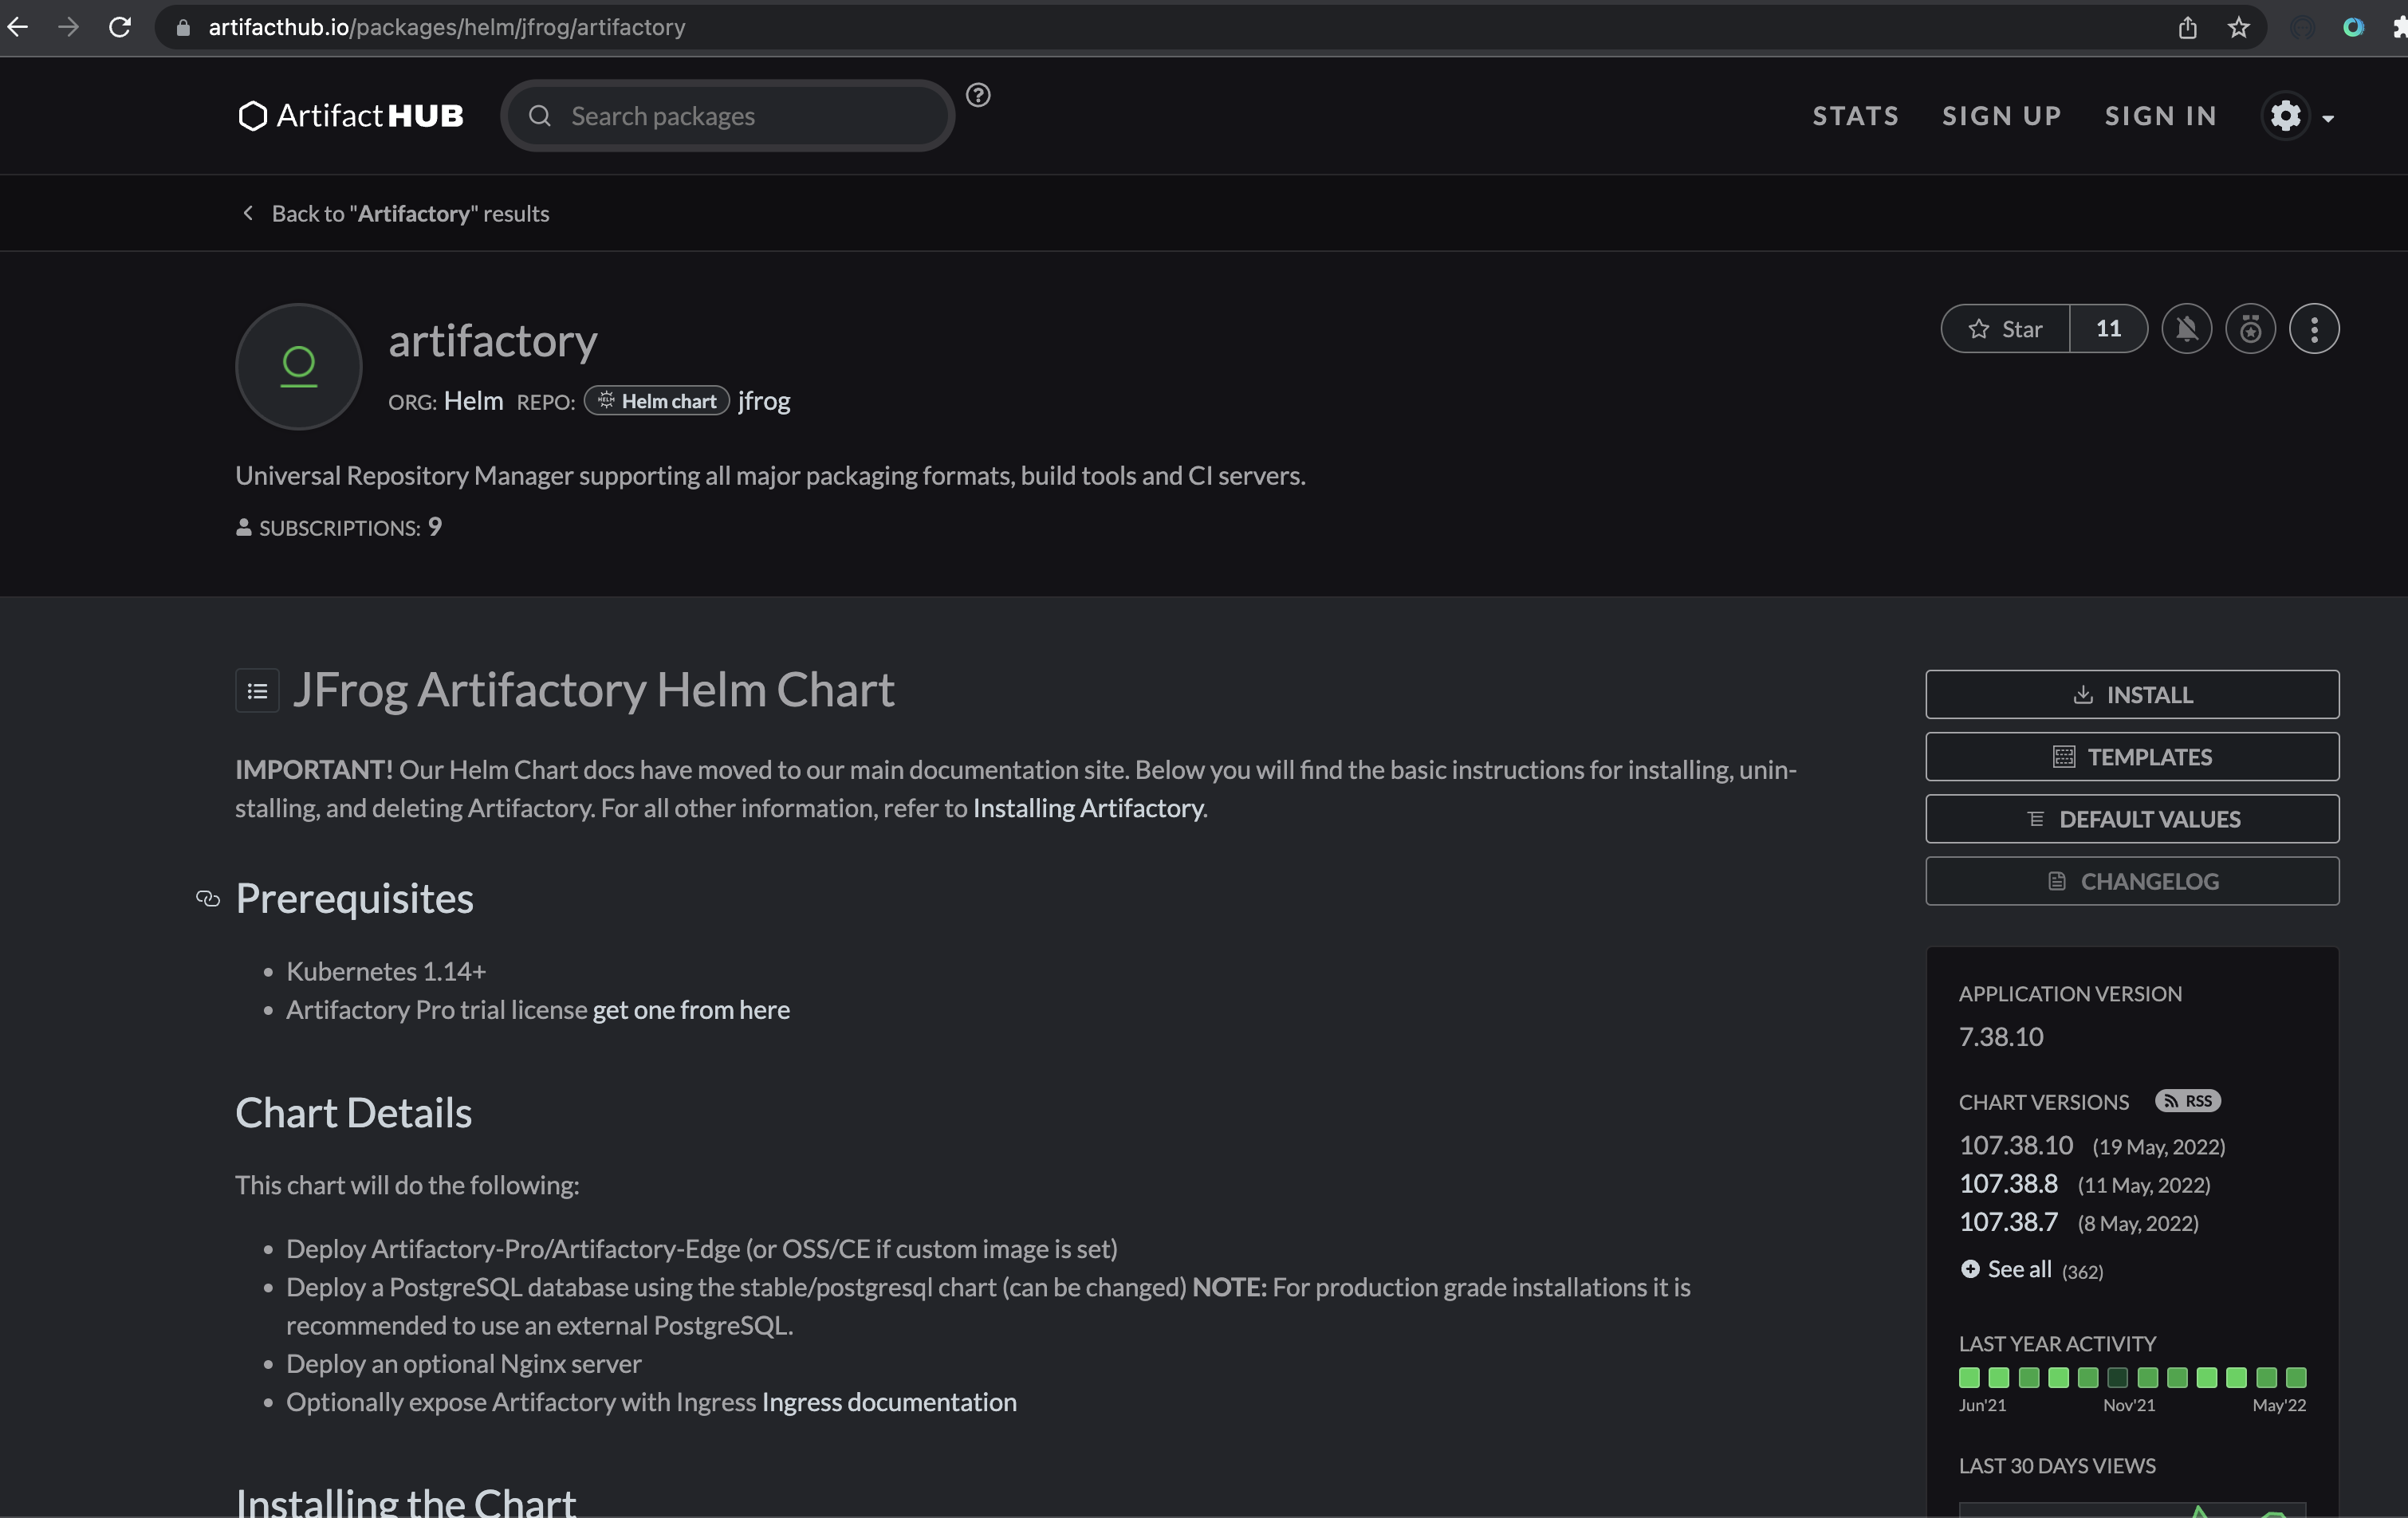 artifacthub.io/packages/helm/jfrog/artifactory
ArtifactHUB
Search packages
STATS
SIGN UP
SIGN IN
Back to "Artifactory" results
artifactory
Star
11
ORG: Helm REPO: HELM Helm chart jfrog
Universal Repository Manager supporting all major packaging formats, build tools and CI servers.
SUBSCRIPTIONS: 9
JFrog Artifactory Helm Chart
IMPORTANT! Our Helm Chart docs have moved to our main documentation site. Below you will find the basic instructions for installing, unin-
stalling, and deleting Artifactory. For all other information, refer to Installing Artifactory.
Prerequisites
• Kubernetes 1.14+
• Artifactory Pro trial license get one from here
Chart Details
This chart will do the following:
• Deploy Artifactory-Pro/Artifactory-Edge (or OSS/CE if custom image is set)
• Deploy a PostgreSQL database using the stable/postgresql chart (can be changed) NOTE: For production grade installations it is
recommended to use an external PostgreSQL.
• Deploy an optional Nginx server
• Optionally expose Artifactory with Ingress Ingress documentation
Installing the Chart
INSTALL
TEMPLATES
DEFAULT VALUES
CHANGELOG
APPLICATION VERSION
7.38.10
CHART VERSIONS RSS
107.38.10 (19 May, 2022)
107.38.8 (11 May, 2022)
107.38.7 (8 May, 2022)
See all (362)
LAST YEAR ACTIVITY
Jun'21 Nov'21 May'22
LAST 30 DAYS VIEWS